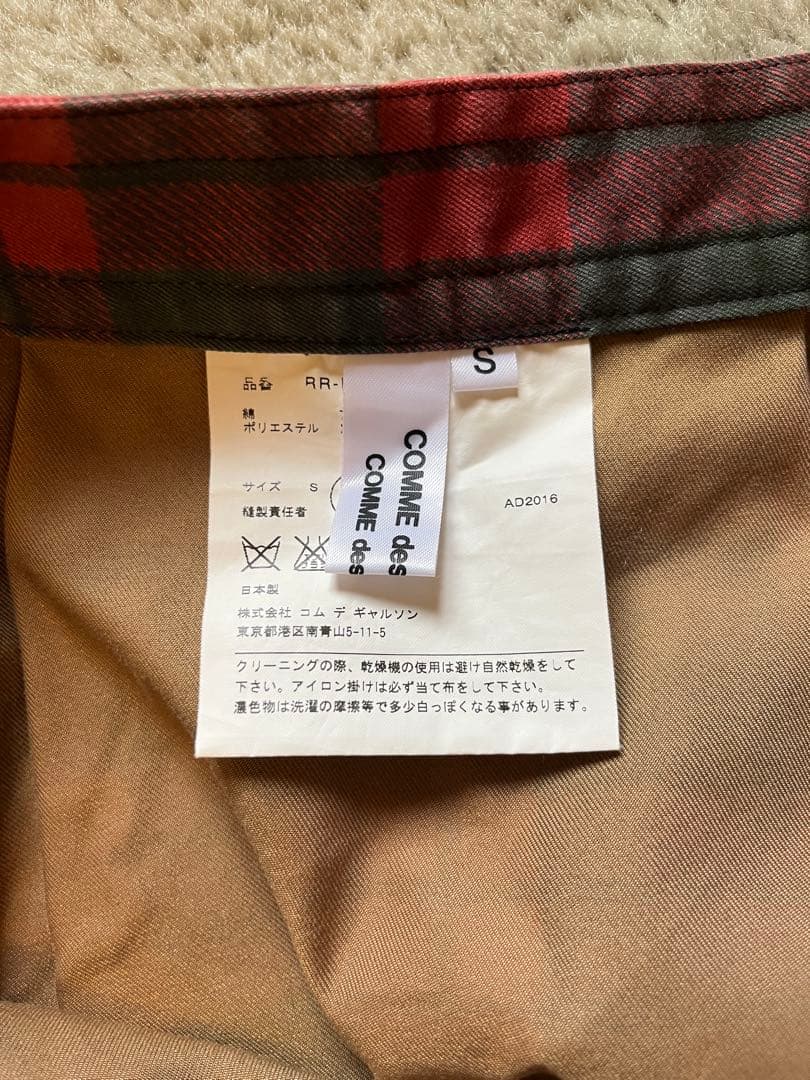 S
品番 RR-
綿
ポリエステル
COMME des
COMME des
サイズ S
AD2016
縫製責任者
日本製
株式会社 コム デ ギャルソン
東京都港区南青山5-11-5
クリーニングの際、乾燥機の使用は避け自然乾燥をして
下さい。アイロン掛けは必ず当て布をして下さい。
濃色物は洗濯の摩擦等で多少白っぽくなる事があります。